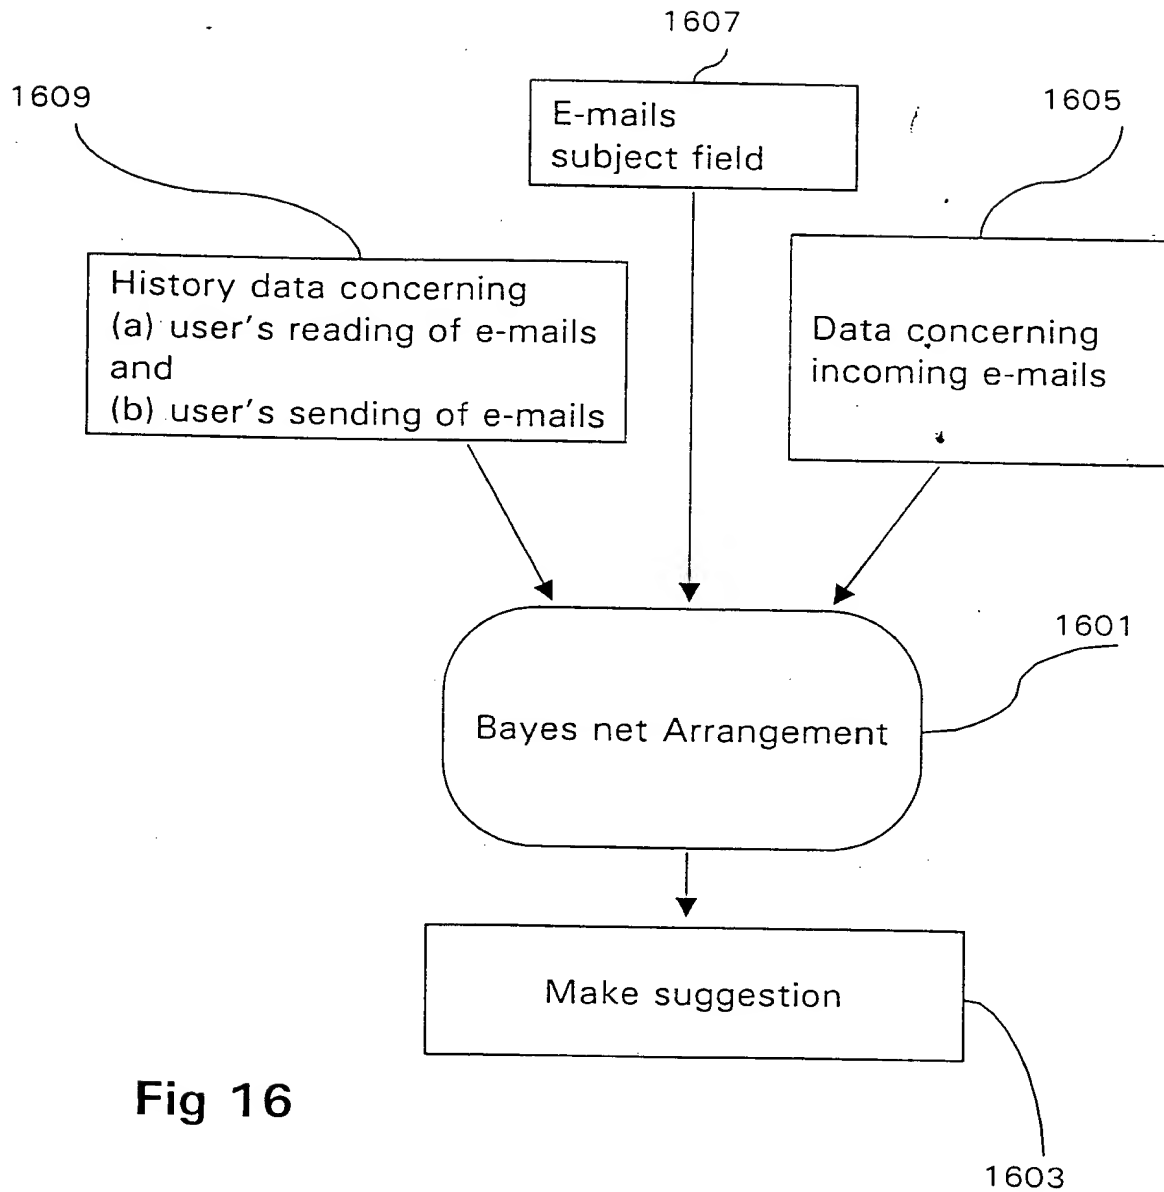 1607
1609
E-mails
subject field
1605
History data concerning
(a) user's reading of e-mails
and
(b) user's sending of e-mails
Data concerning
incoming e-mails
1601
Bayes net Arrangement
Make suggestion
Fig 16
1603